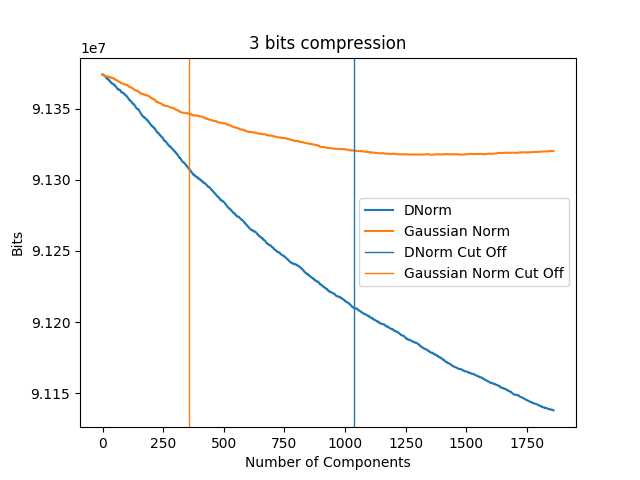 3 bits compression
1e7
9.135
9.130
9.125
9.120
9.115
Bits
DNorm
Gaussian Norm
DNorm Cut Off
Gaussian Norm Cut Off
0 250 500 750 1000 1250 1500 1750
Number of Components